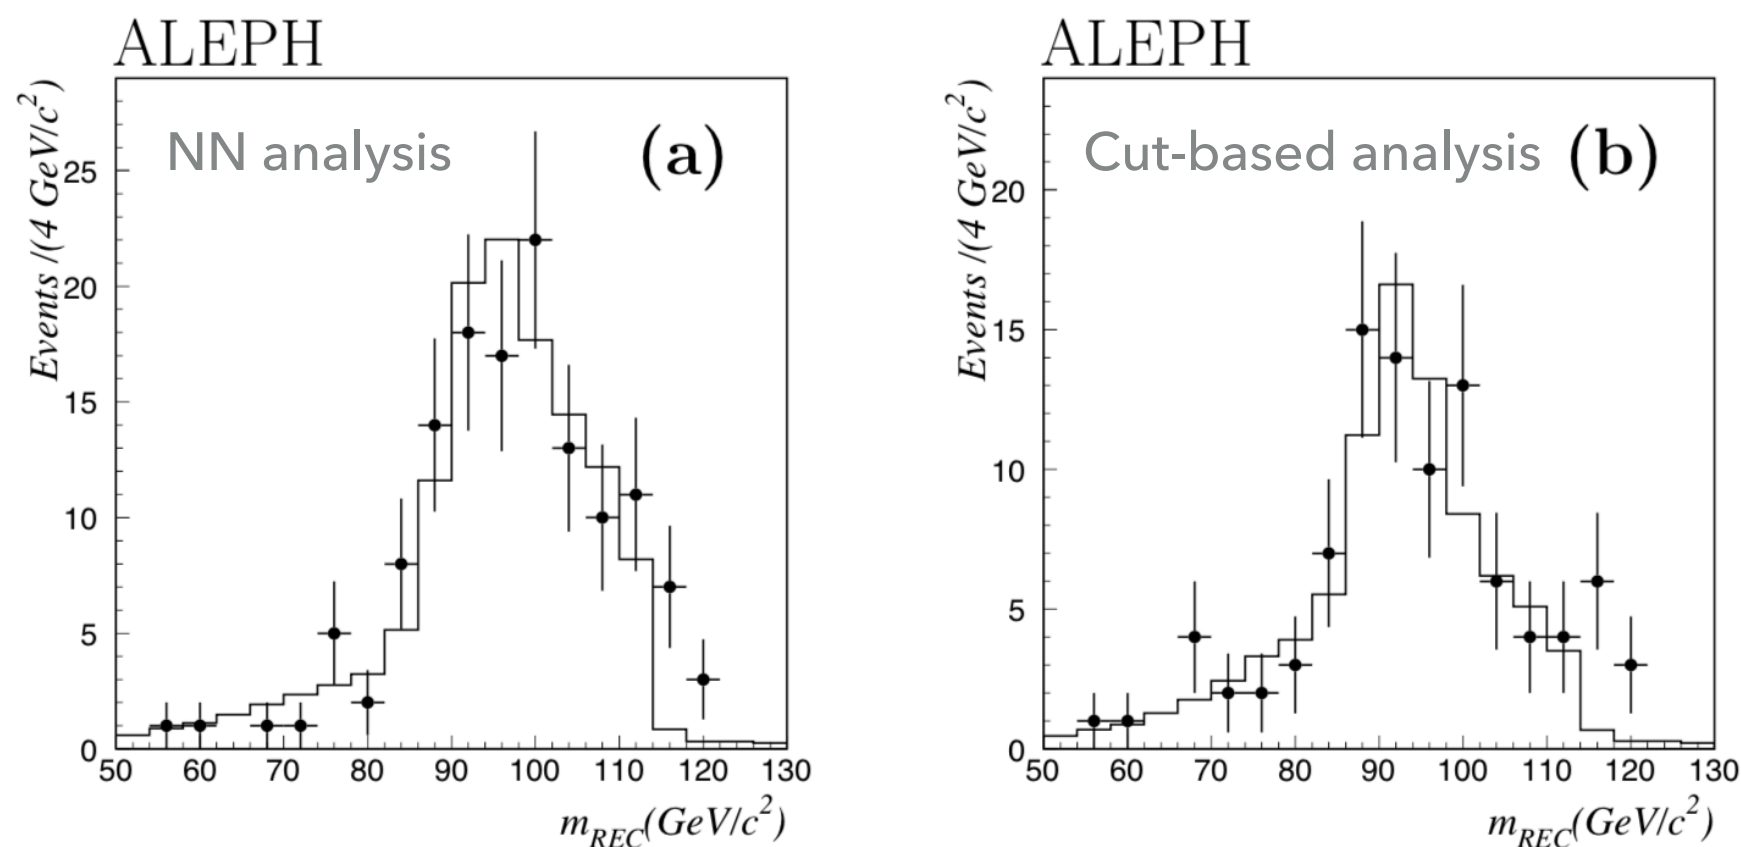 ALEPH
NN analysis
(a)
Events /(4 GeV/c²)
25
20
15
10
5
0
50 60 70 80 90 100 110 120 130
m_REC(GeV/c²)
ALEPH
Cut-based analysis
(b)
Events /(4 GeV/c²)
20
15
10
5
0
50 60 70 80 90 100 110 120 130
m_REC(GeV/c²)